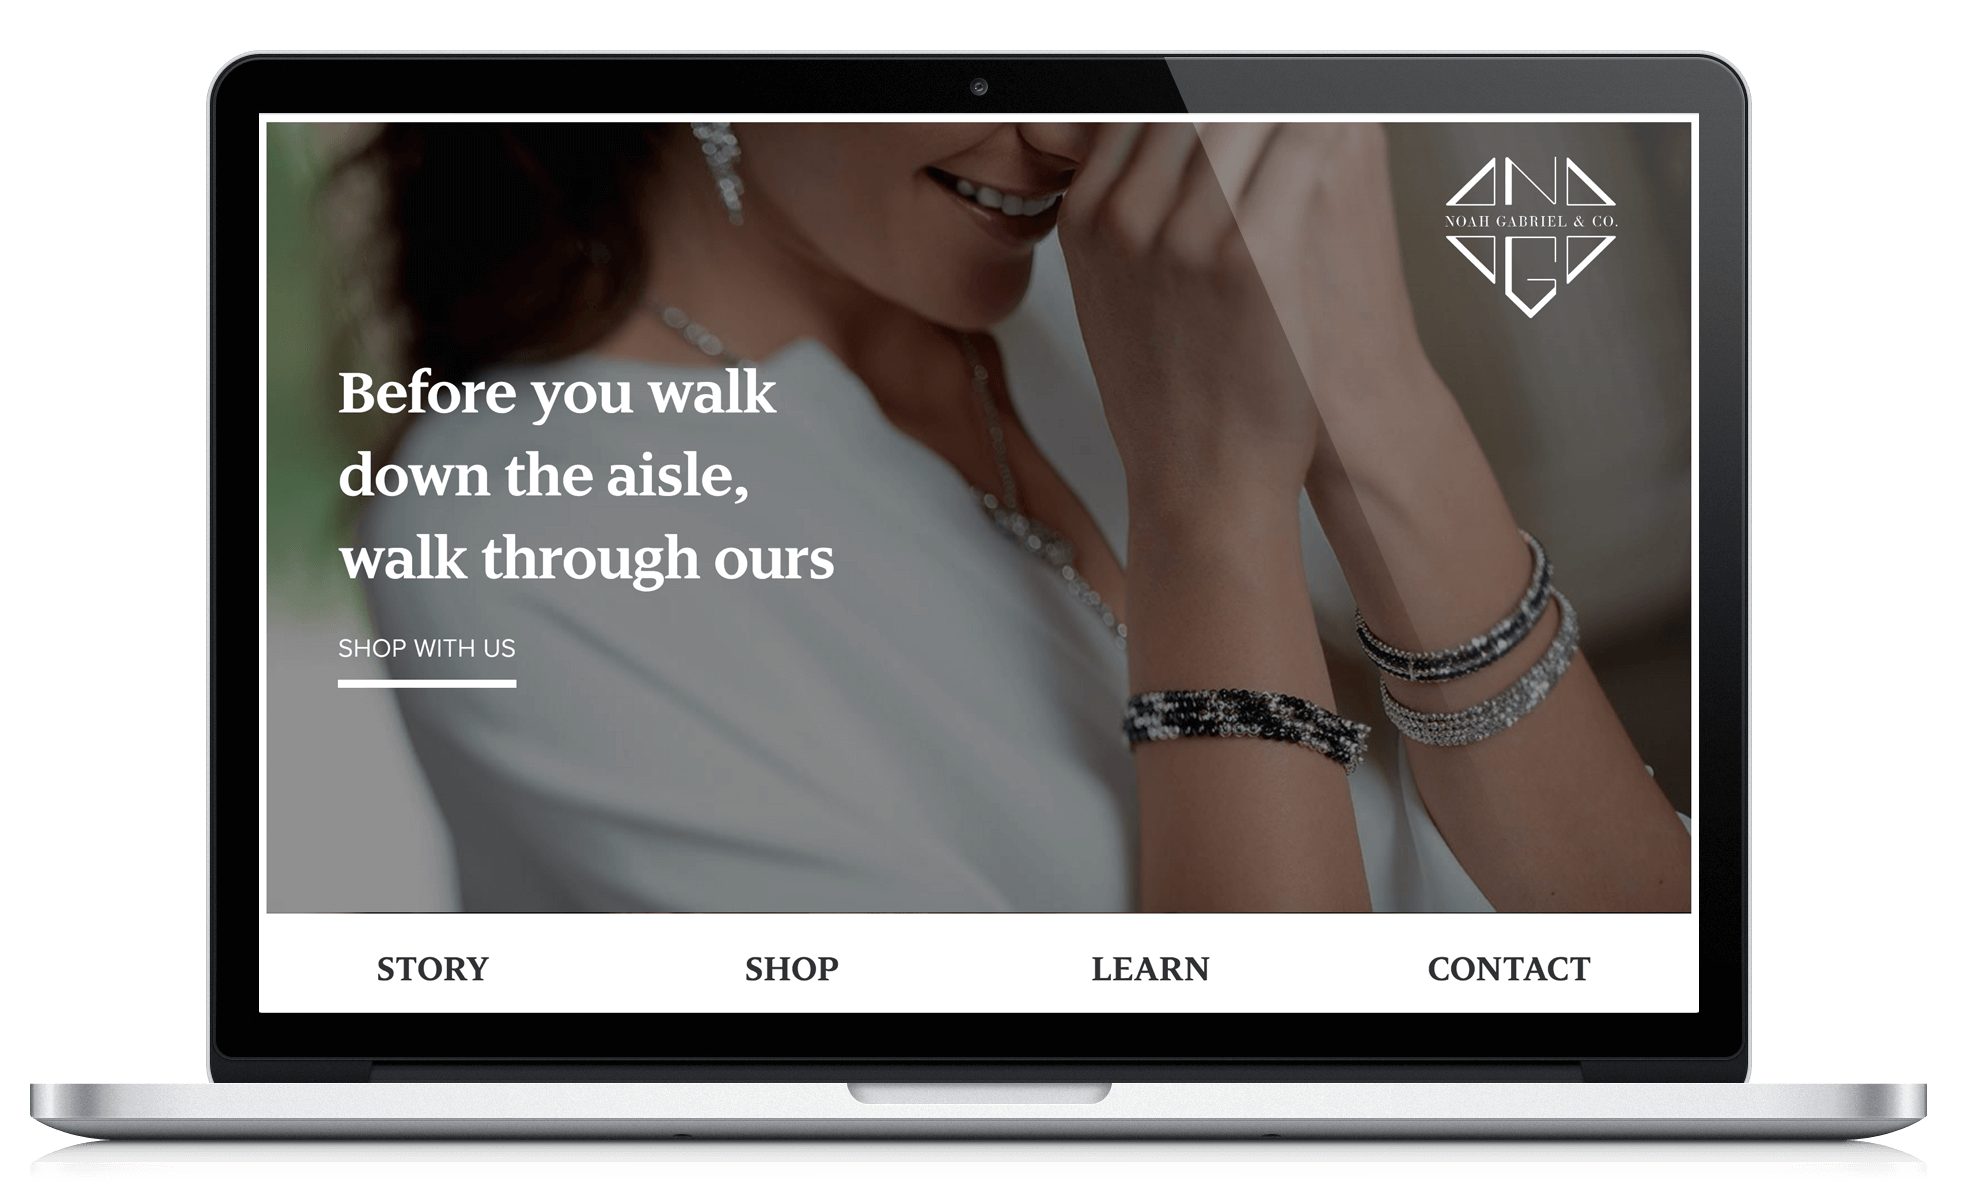 N
NOAH GABRIEL & CO.
G
Before you walk
down the aisle,
walk through ours
SHOP WITH US
STORY SHOP LEARN CONTACT